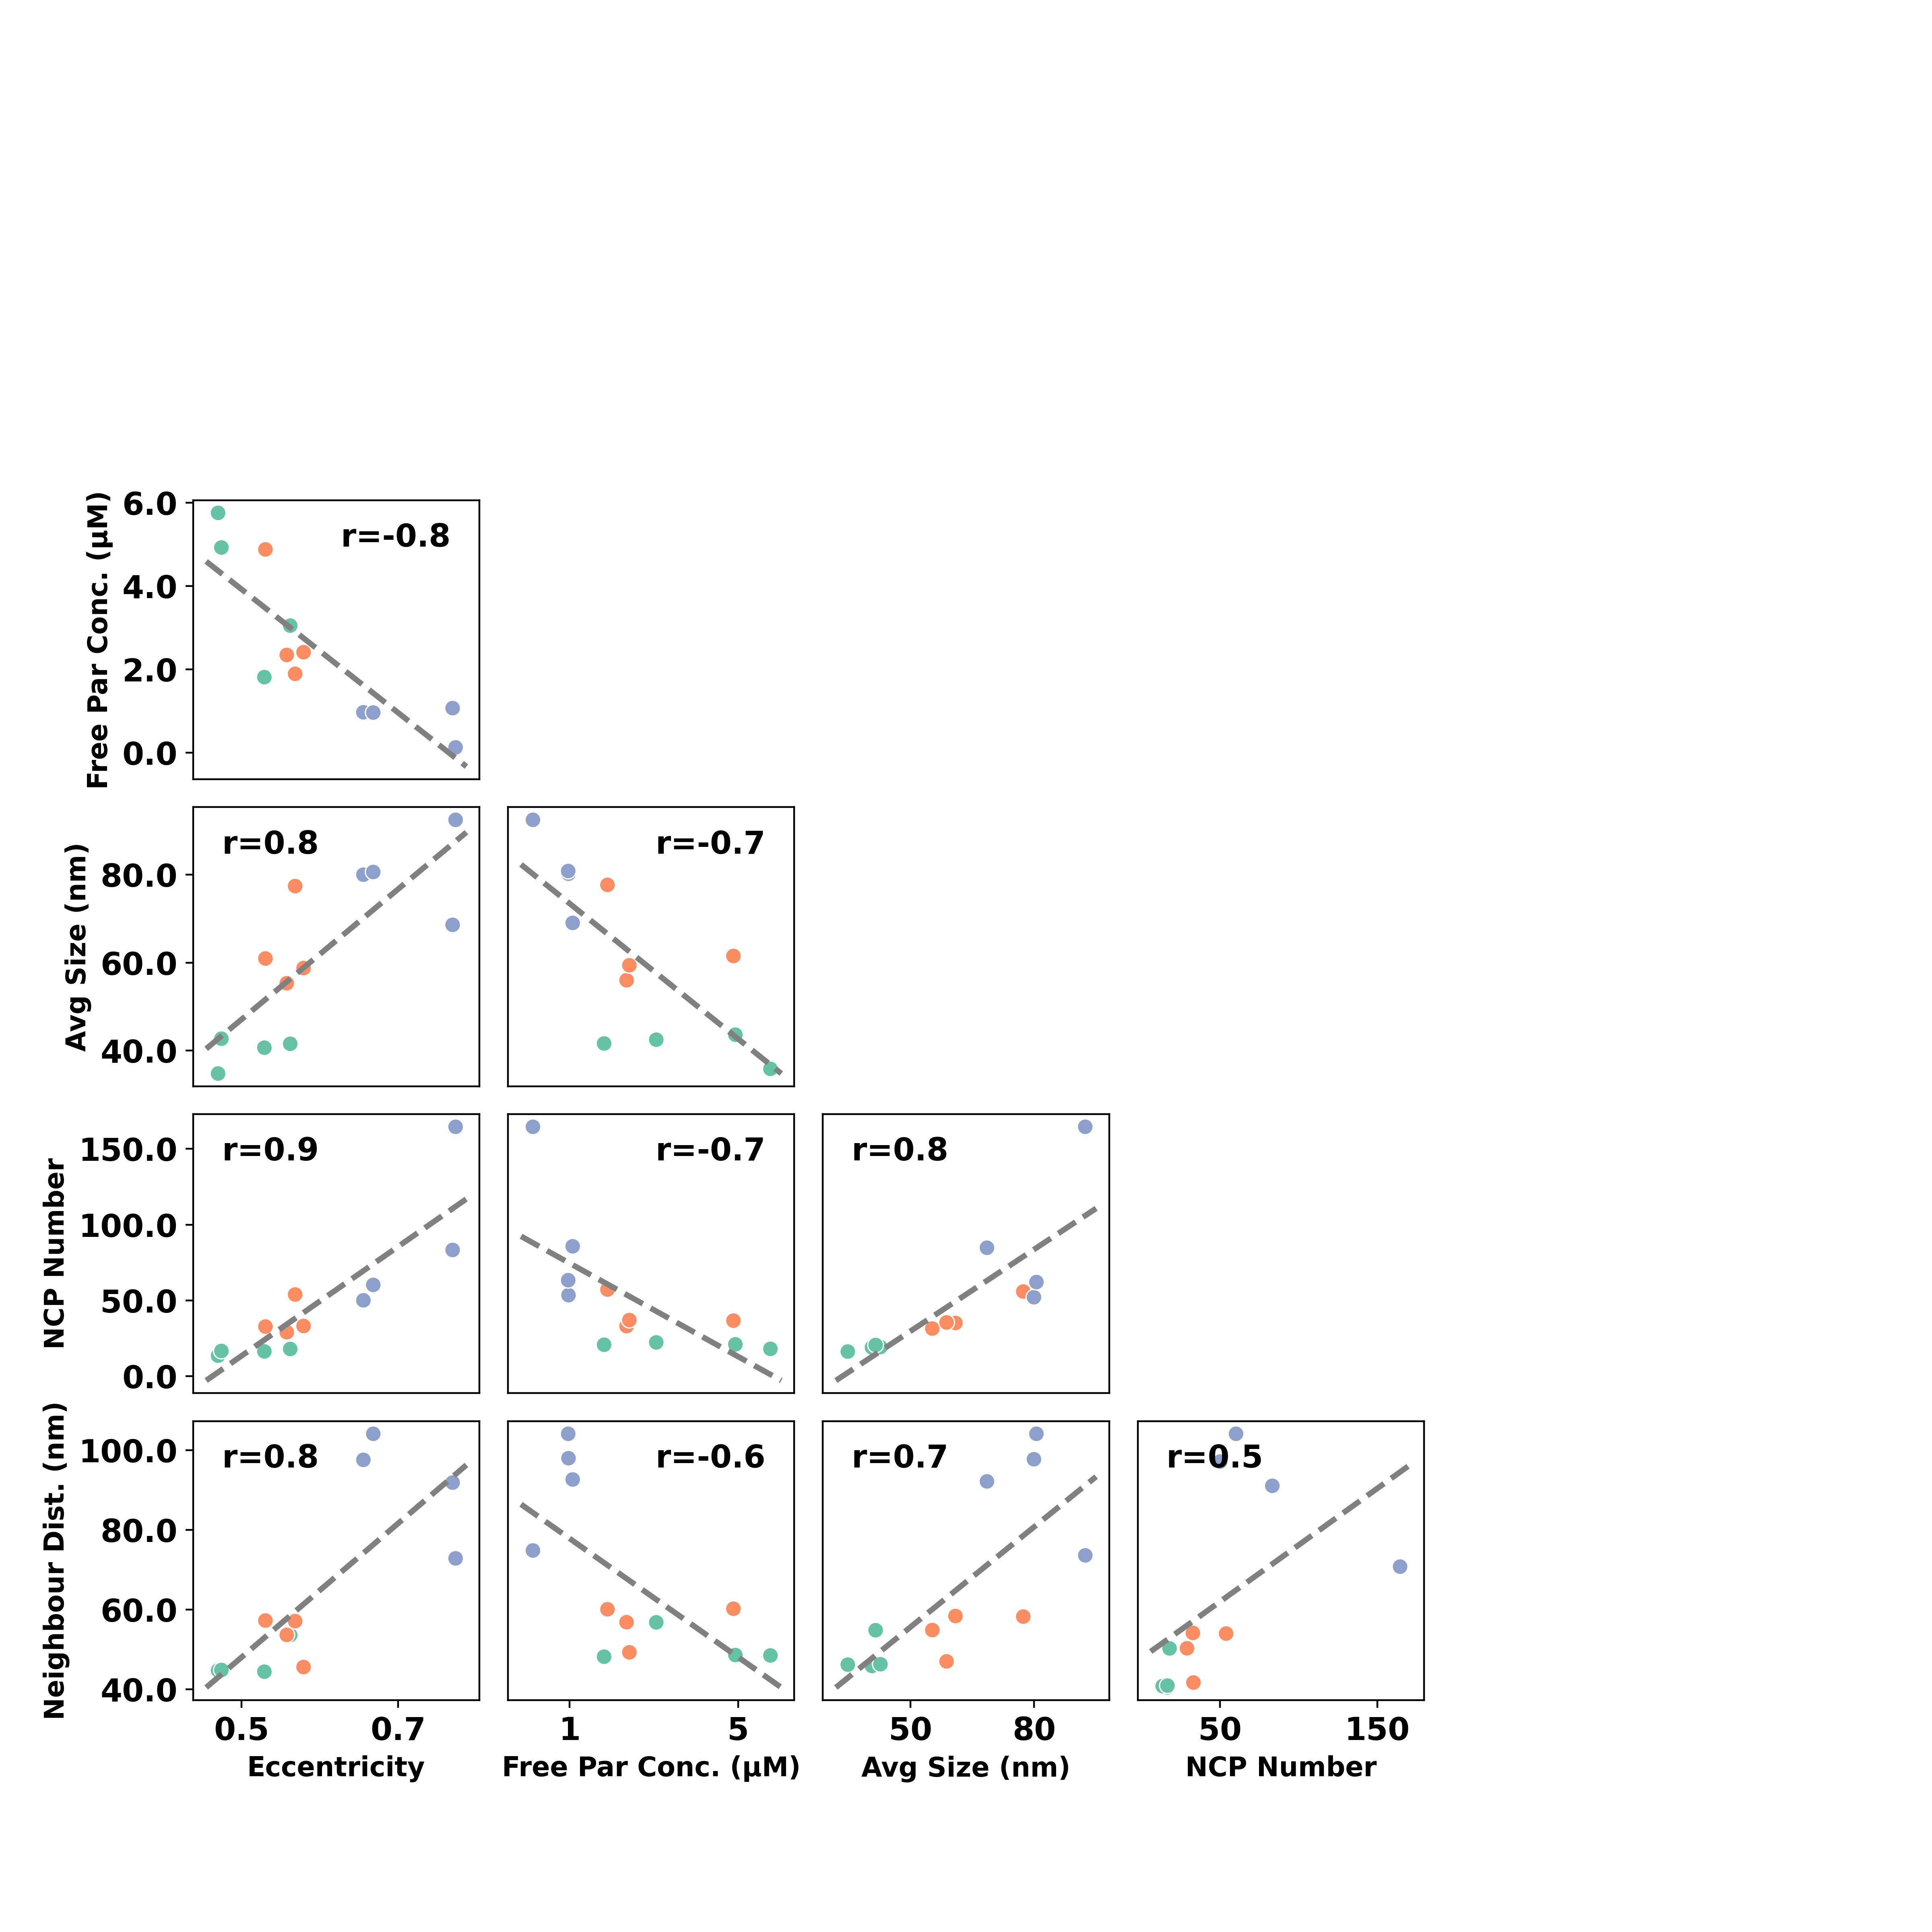 Free Par Conc. (µM)
6.0
4.0
2.0
0.0
r=-0.8
Avg Size (nm)
80.0
60.0
40.0
r=0.8
r=-0.7
NCP Number
150.0
100.0
50.0
0.0
r=0.9
r=-0.7
r=0.8
Neighbour Dist. (nm)
100.0
80.0
60.0
40.0
r=0.8
r=-0.6
r=0.7
r=0.5
0.5 0.7
1 5
50 80
50 150
Eccentricity
Free Par Conc. (µM)
Avg Size (nm)
NCP Number